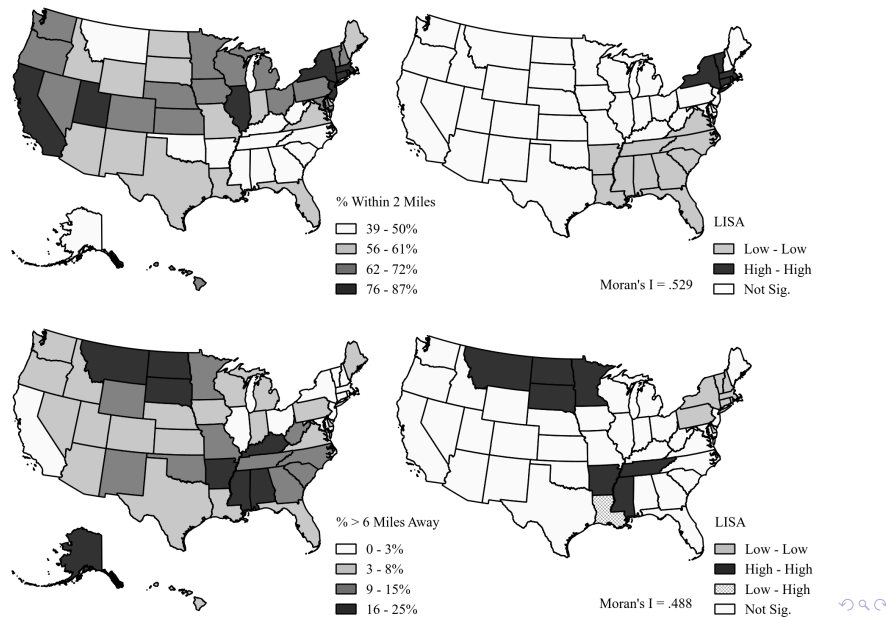 % Within 2 Miles
39 - 50%
56 - 61%
62 - 72%
76 - 87%
LISA
Low - Low
High - High
Not Sig.
Moran's I = .529
% > 6 Miles Away
0 - 3%
3 - 8%
9 - 15%
16 - 25%
LISA
Low - Low
High - High
Low - High
Not Sig.
Moran's I = .488